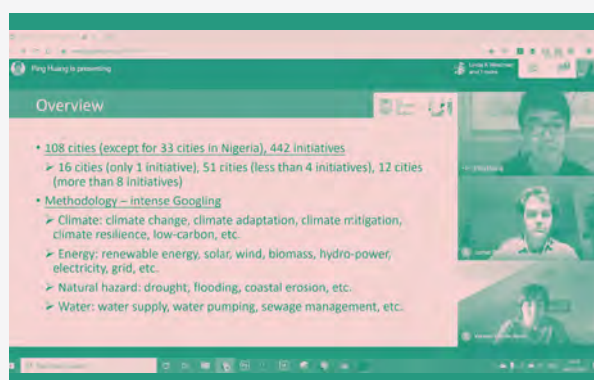 Ping Huang is presenting
and 1 more
Overview
• 108 cities (except for 33 cities in Nigeria), 442 initiatives
➢ 16 cities (only 1 initiative), 51 cities (less than 4 initiatives), 12 cities
(more than 8 initiatives)
• Methodology – intense Googling
➢ Climate: climate change, climate adaptation, climate mitigation,
climate resilience, low-carbon, etc.
➢ Energy: renewable energy, solar, wind, biomass, hydro-power,
electricity, grid, etc.
➢ Natural hazard: drought, flooding, coastal erosion, etc.
➢ Water: water supply, water pumping, sewage management, etc.